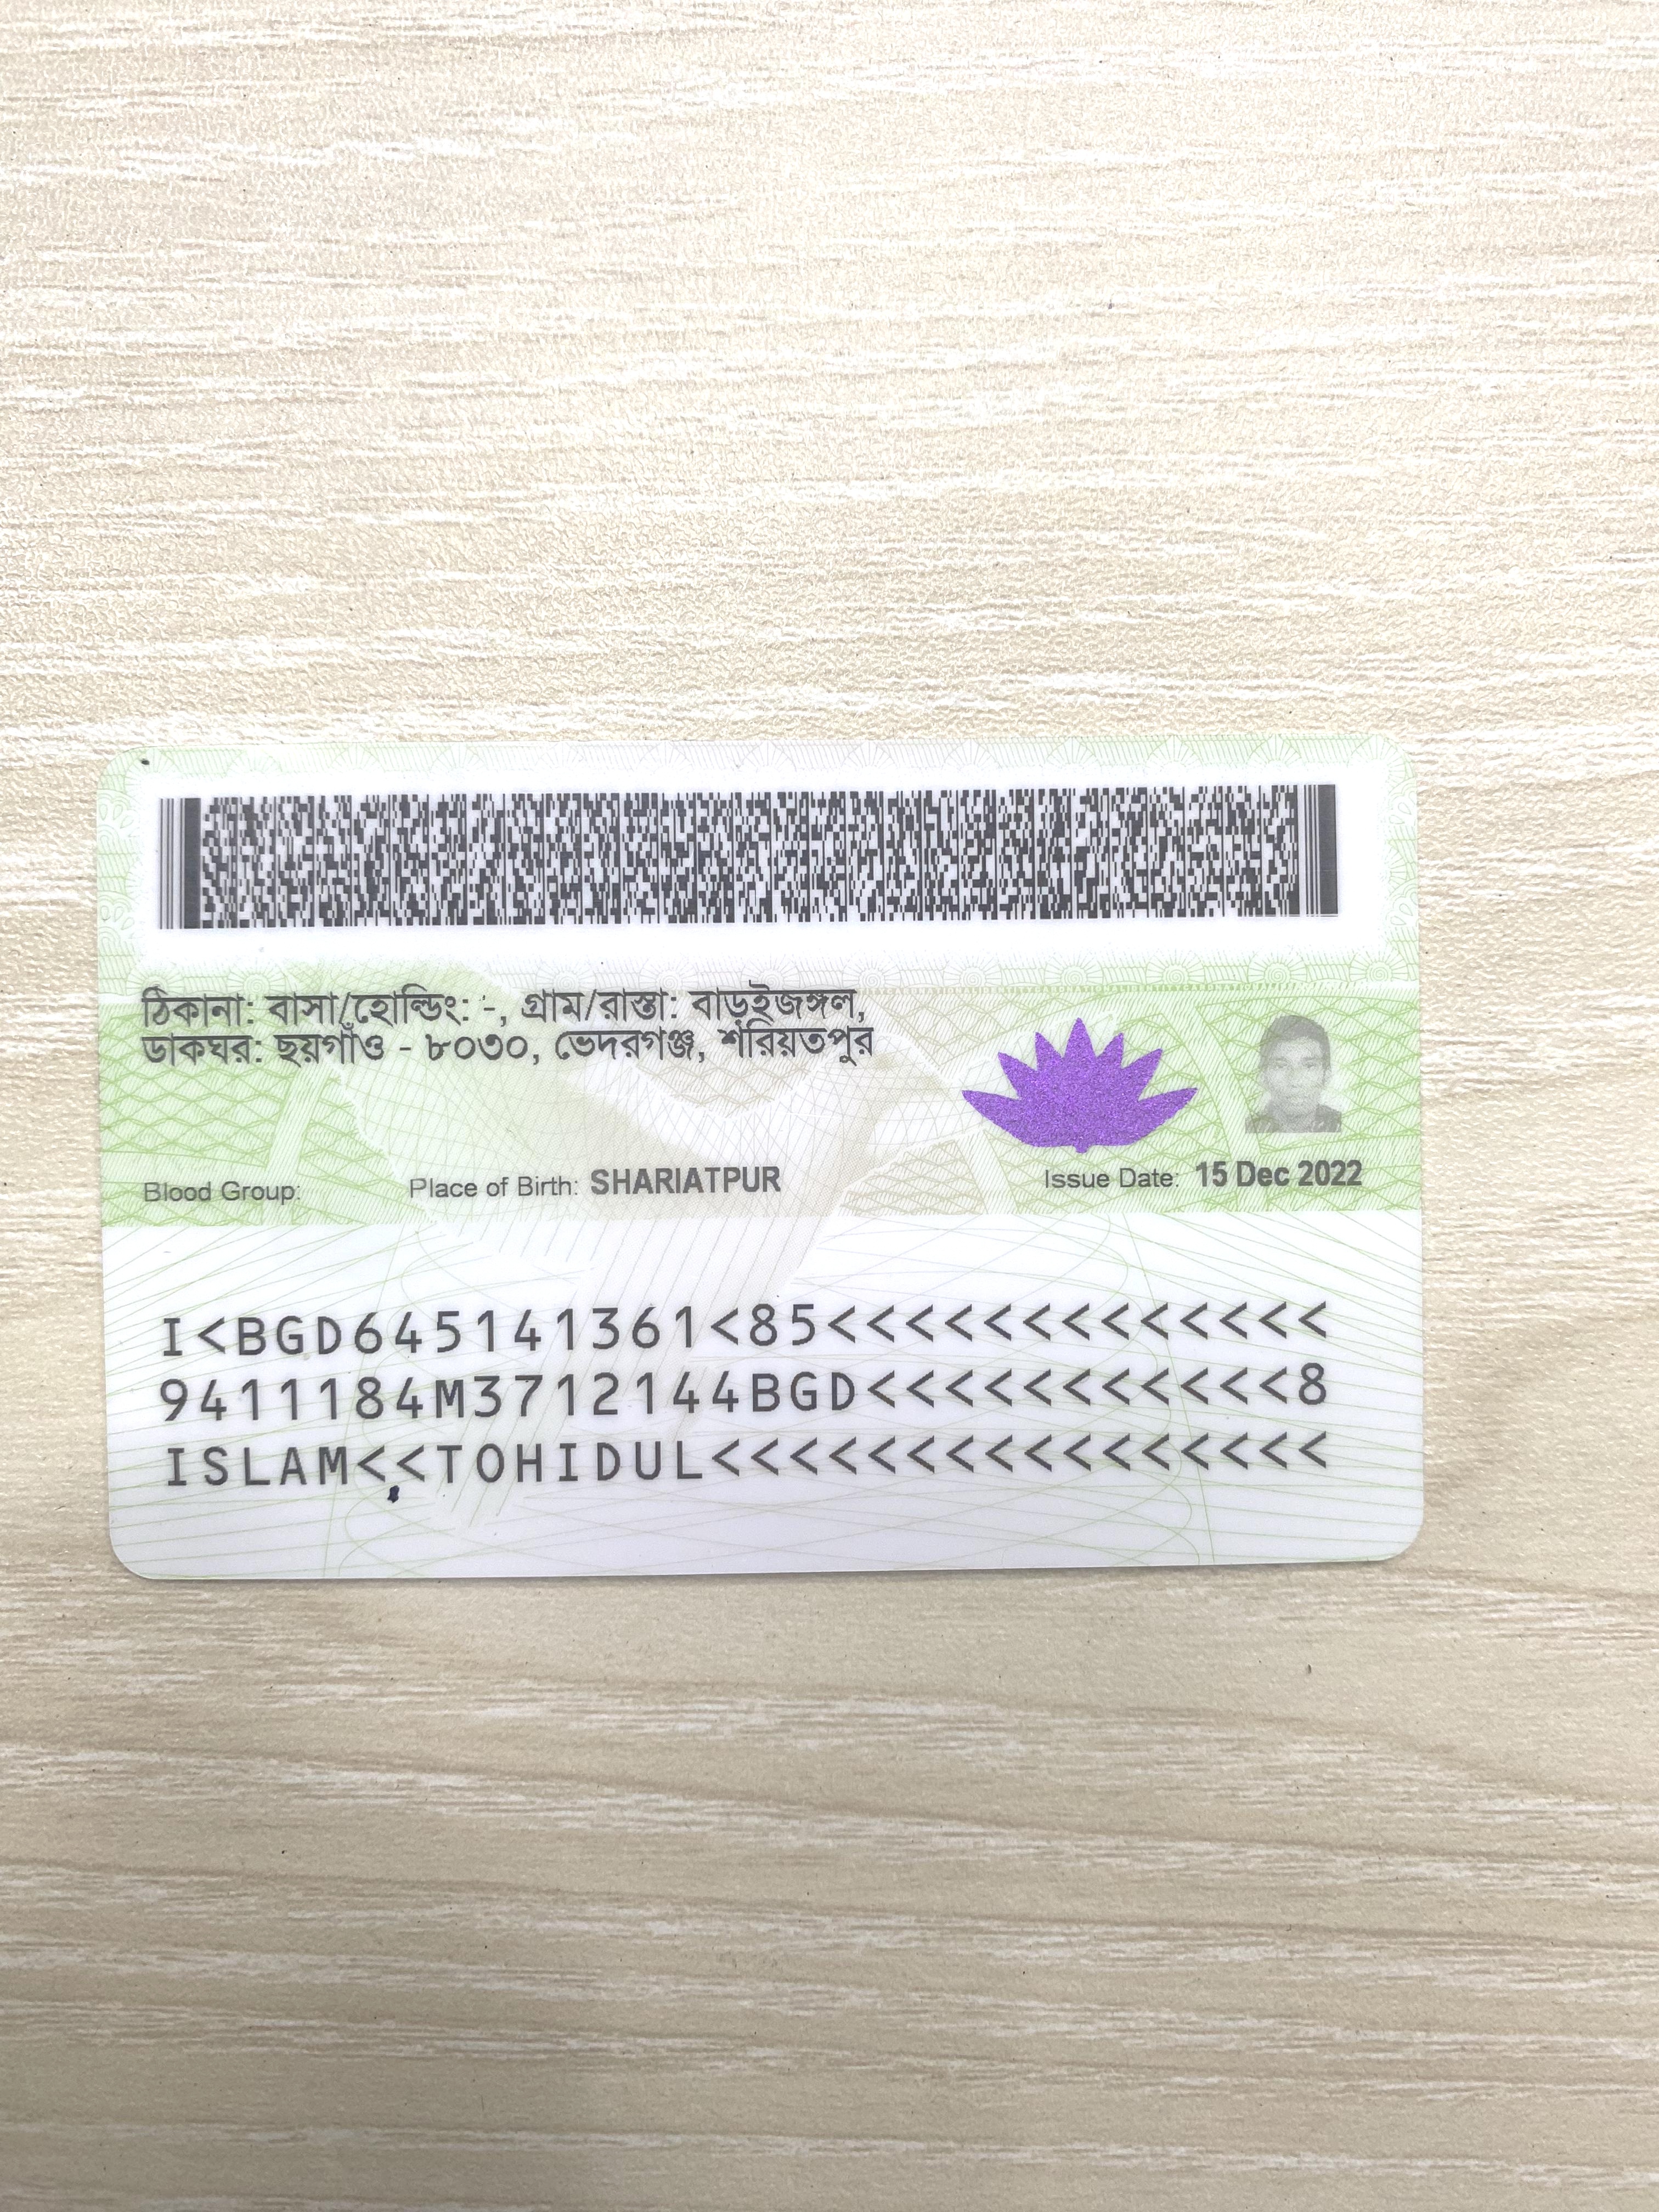 ঠিকানা: বাসা/হোল্ডিং: -, গ্রাম/রাস্তা: বাড়ইজঙ্গল,
ডাকঘর: ছয়গাঁও - ৮০৩০, ভেদরগঞ্জ, শরিয়তপুর
Blood Group: Place of Birth: SHARIATPUR Issue Date: 15 Dec 2022
I<BGD645141361<85<<<<<<<<<<<<<
9411184M3712144BGD<<<<<<<<<<<8
ISLAM<<TOHIDUL<<<<<<<<<<<<<<<<